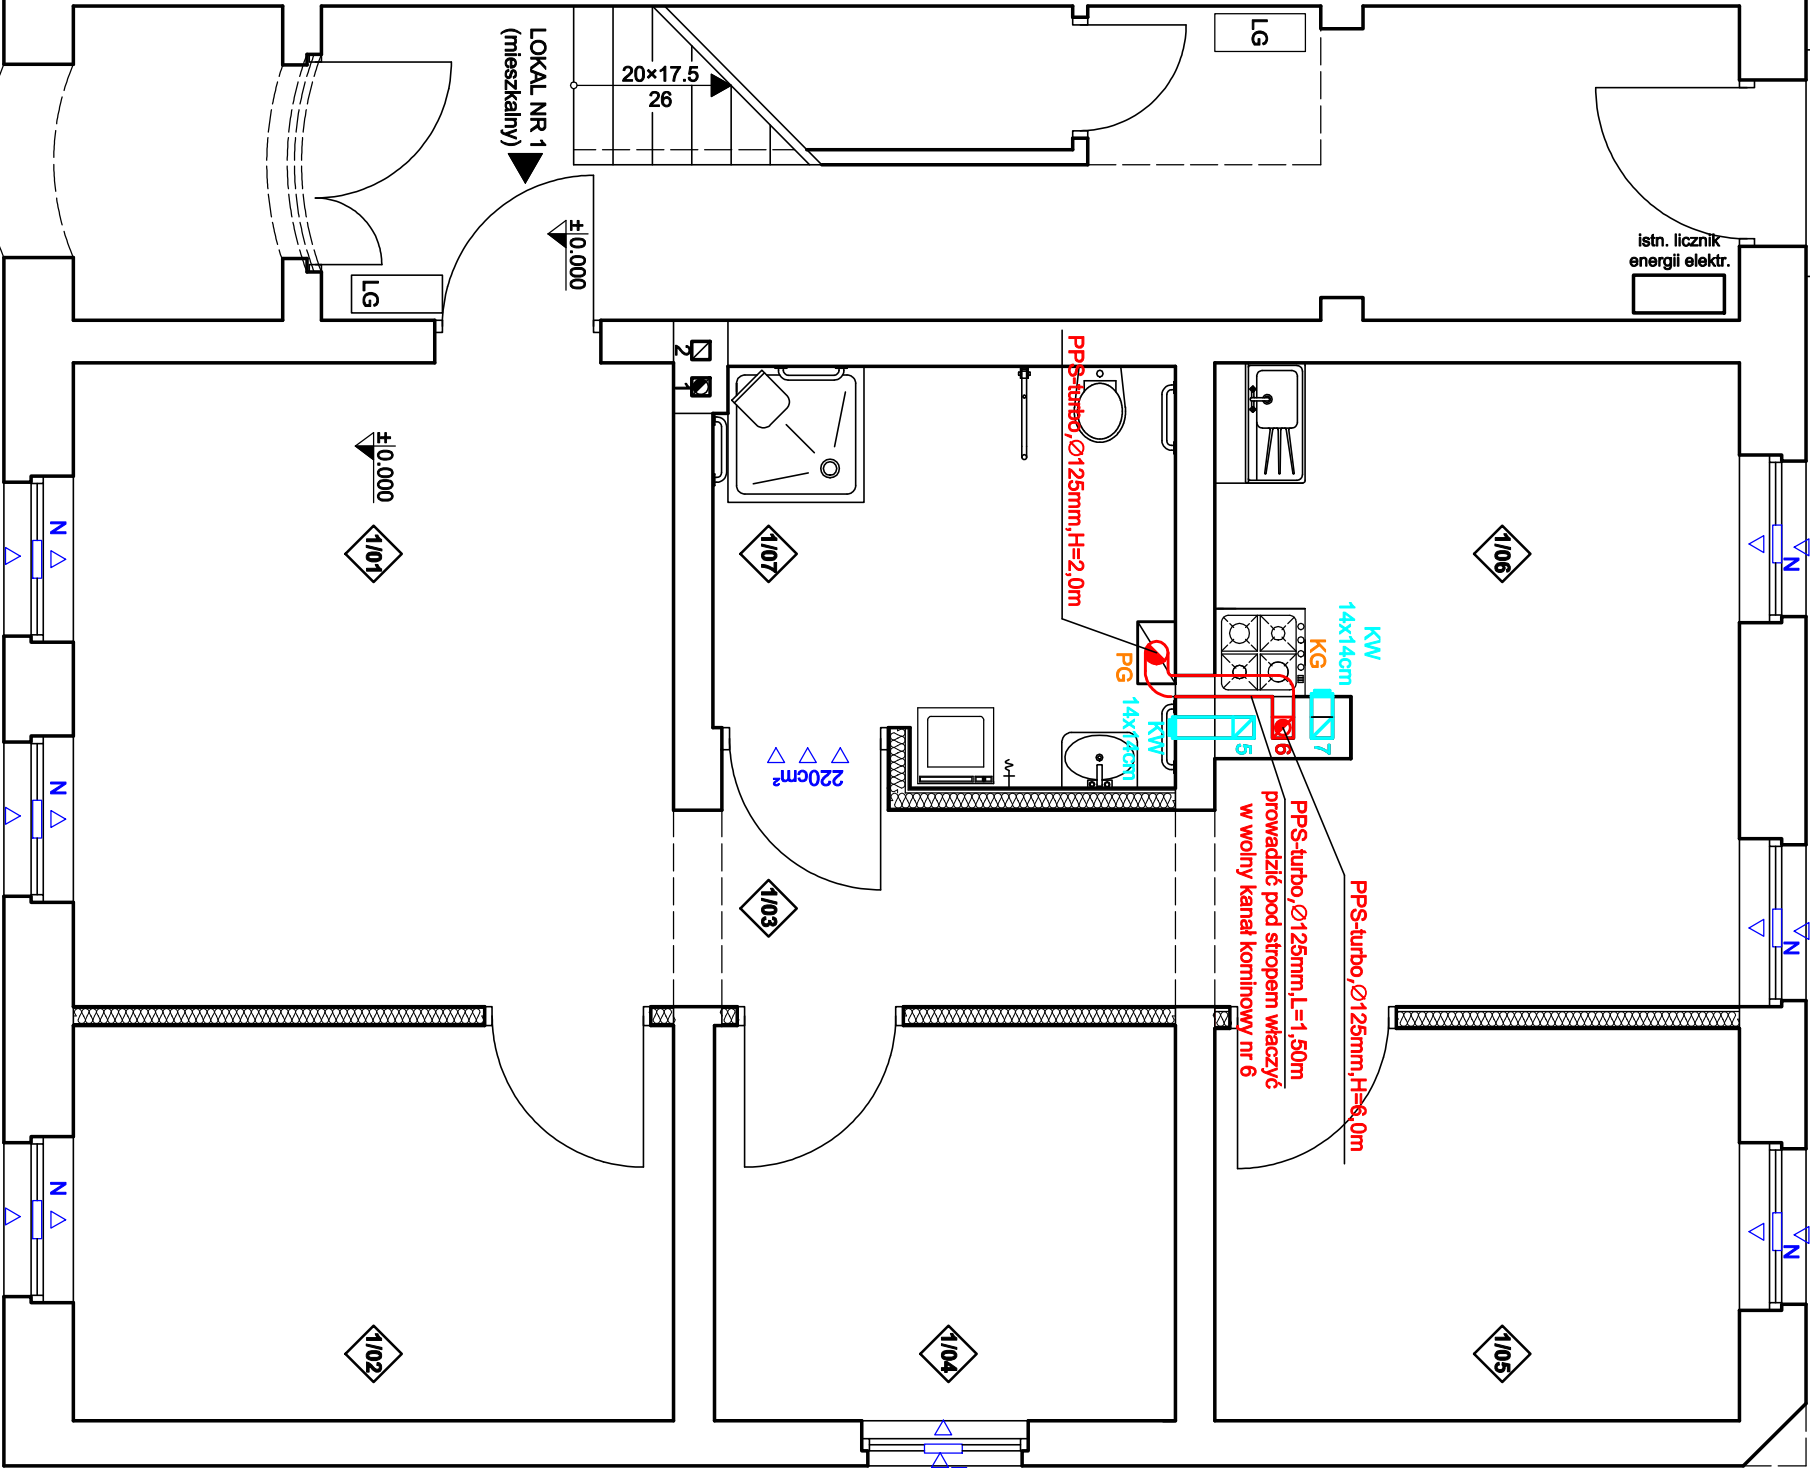 LOKAL NR 1
(mieszkalny)
20×17.5
26
LG
istn. licznik
energii elektr.
±0.000
LG
2
1
±0.000
PPS-turbo,Ø125mm,H=2,0m
1/01
1/07
1/06
N
N
KW
14x14cm
KG
PG
KW
14x14cm
5
6
7
220cm²
N
PPS-turbo,Ø125mm,L=1,50m
prowadzić pod stropem włączyć
w wolny kanał kominowy nr 6
PPS-turbo,Ø125mm,H=6,0m
1/03
N
N
N
1/02
1/04
1/05